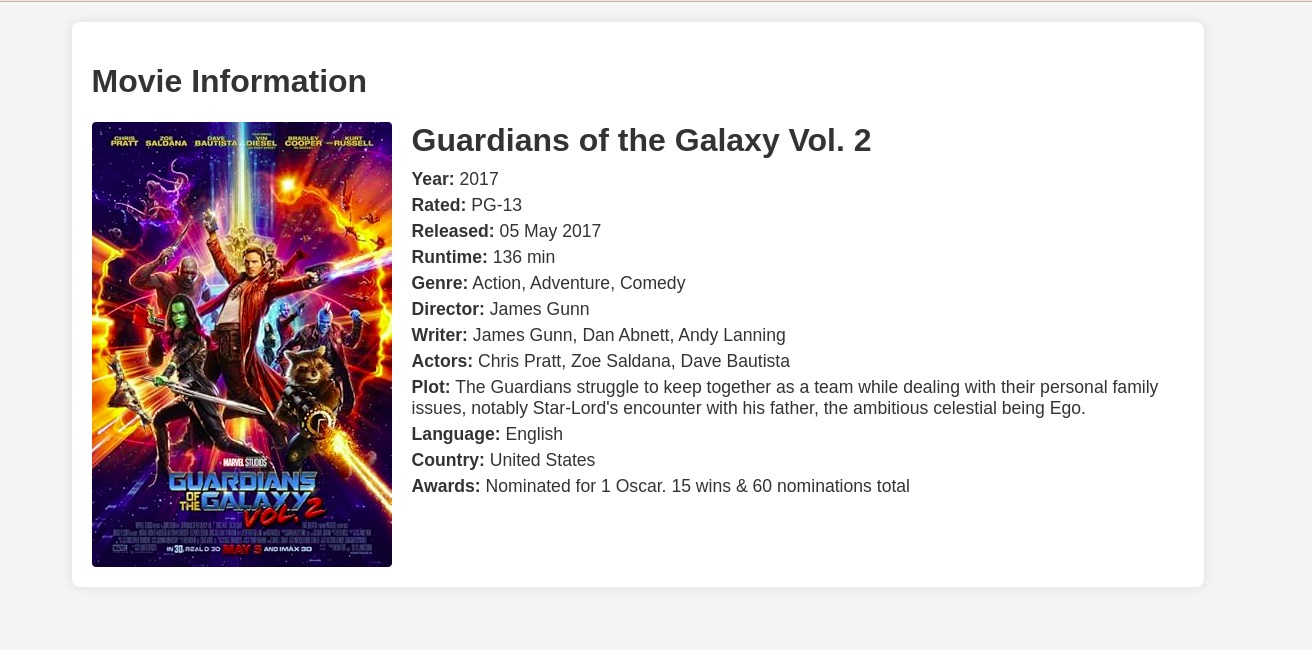 Movie Information
CHRIS PRATT ZOE SALDANA DAVE BAUTISTA VIN DIESEL BRADLEY COOPER KURT RUSSELL
MARVEL STUDIOS
GUARDIANS
OF THE GALAXY
VOL. 2
IN 3D, REAL D 3D MAY 5 AND IMAX 3D
Guardians of the Galaxy Vol. 2
Year: 2017
Rated: PG-13
Released: 05 May 2017
Runtime: 136 min
Genre: Action, Adventure, Comedy
Director: James Gunn
Writer: James Gunn, Dan Abnett, Andy Lanning
Actors: Chris Pratt, Zoe Saldana, Dave Bautista
Plot: The Guardians struggle to keep together as a team while dealing with their personal family
issues, notably Star-Lord's encounter with his father, the ambitious celestial being Ego.
Language: English
Country: United States
Awards: Nominated for 1 Oscar. 15 wins & 60 nominations total